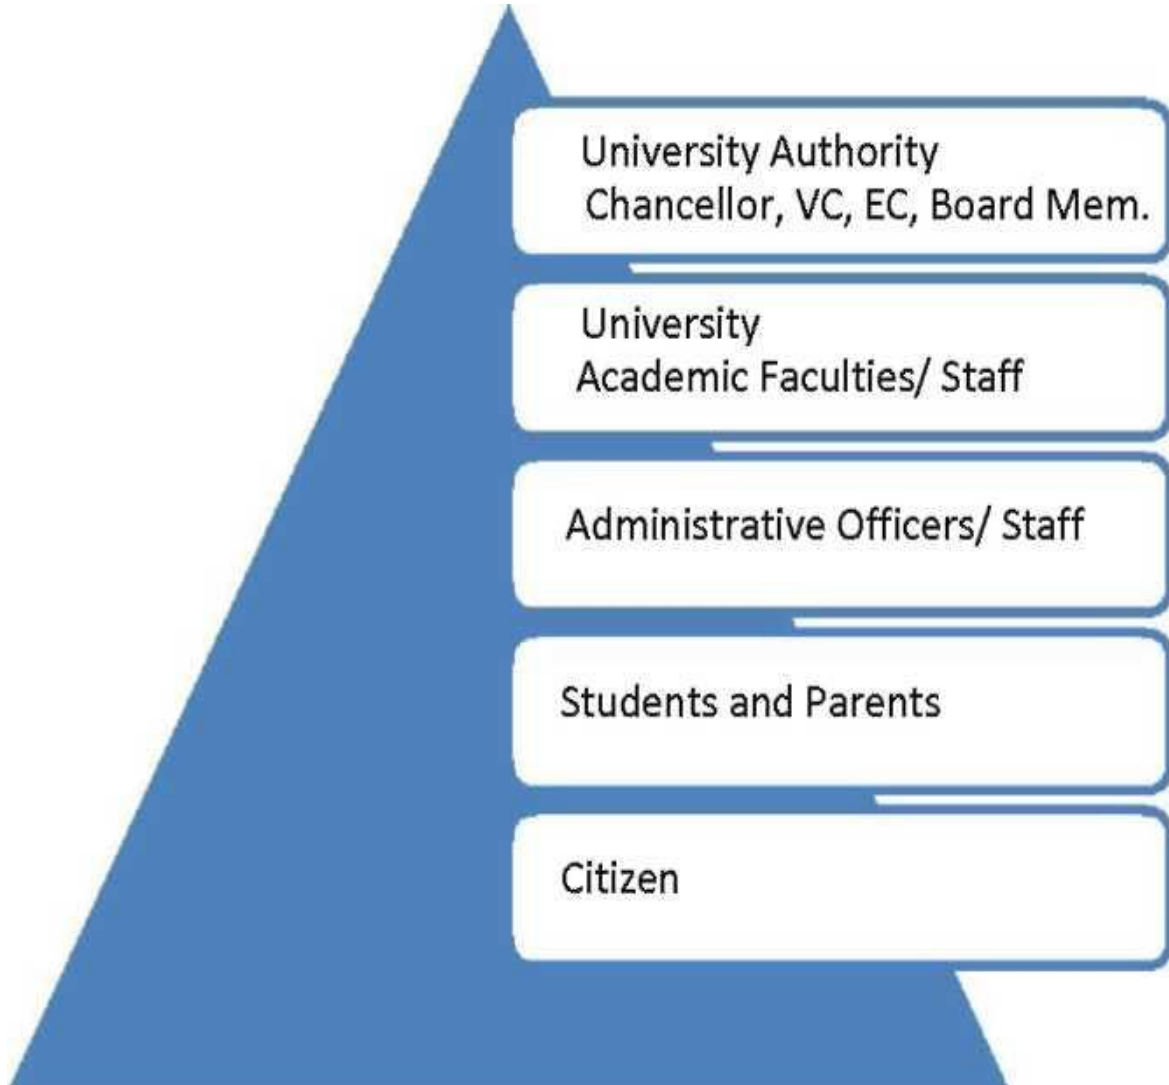 University Authority
Chancellor, VC, EC, Board Mem.
University
Academic Faculties/ Staff
Administrative Officers/ Staff
Students and Parents
Citizen